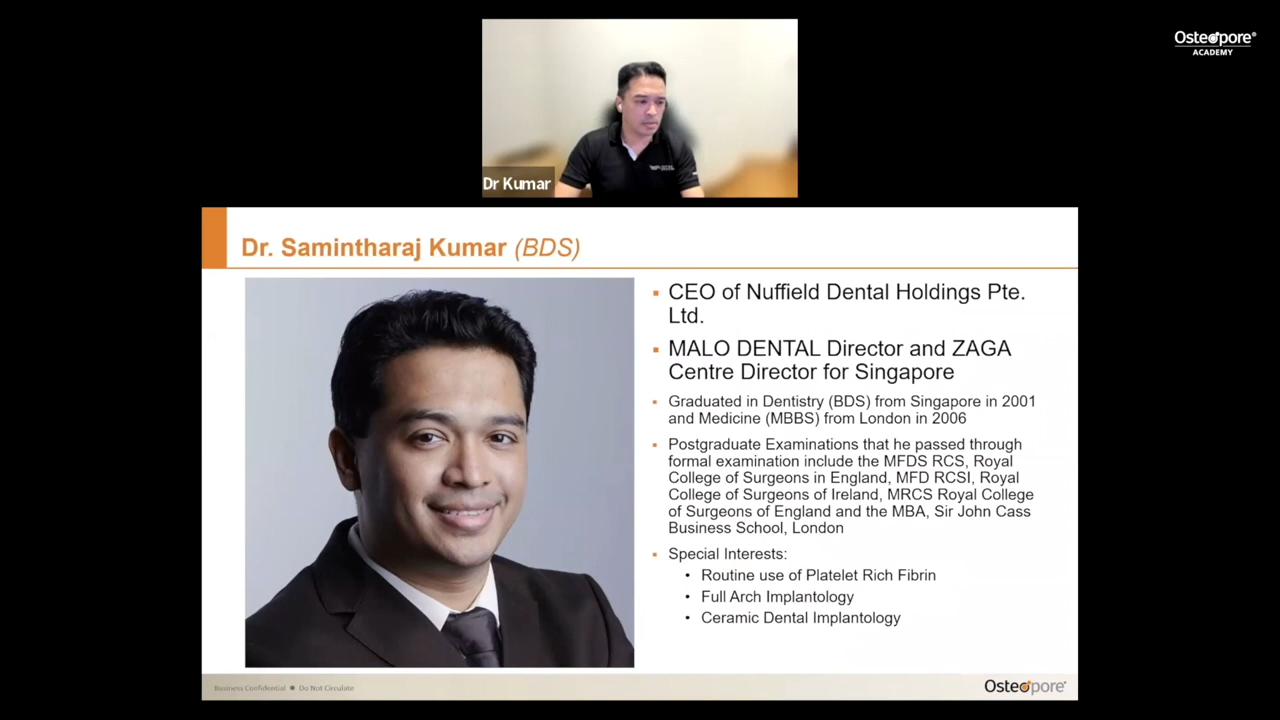 Osteopore®
ACADEMY
Dr Kumar
Dr. Samintharaj Kumar (BDS)
▪ CEO of Nuffield Dental Holdings Pte.
Ltd.
▪ MALO DENTAL Director and ZAGA
Centre Director for Singapore
▪ Graduated in Dentistry (BDS) from Singapore in 2001
and Medicine (MBBS) from London in 2006
▪ Postgraduate Examinations that he passed through
formal examination include the MFDS RCS, Royal
College of Surgeons in England, MFD RCSI, Royal
College of Surgeons of Ireland, MRCS Royal College
of Surgeons of England and the MBA, Sir John Cass
Business School, London
▪ Special Interests:
• Routine use of Platelet Rich Fibrin
• Full Arch Implantology
• Ceramic Dental Implantology
Business Confidential ● Do Not Circulate
Osteopore®